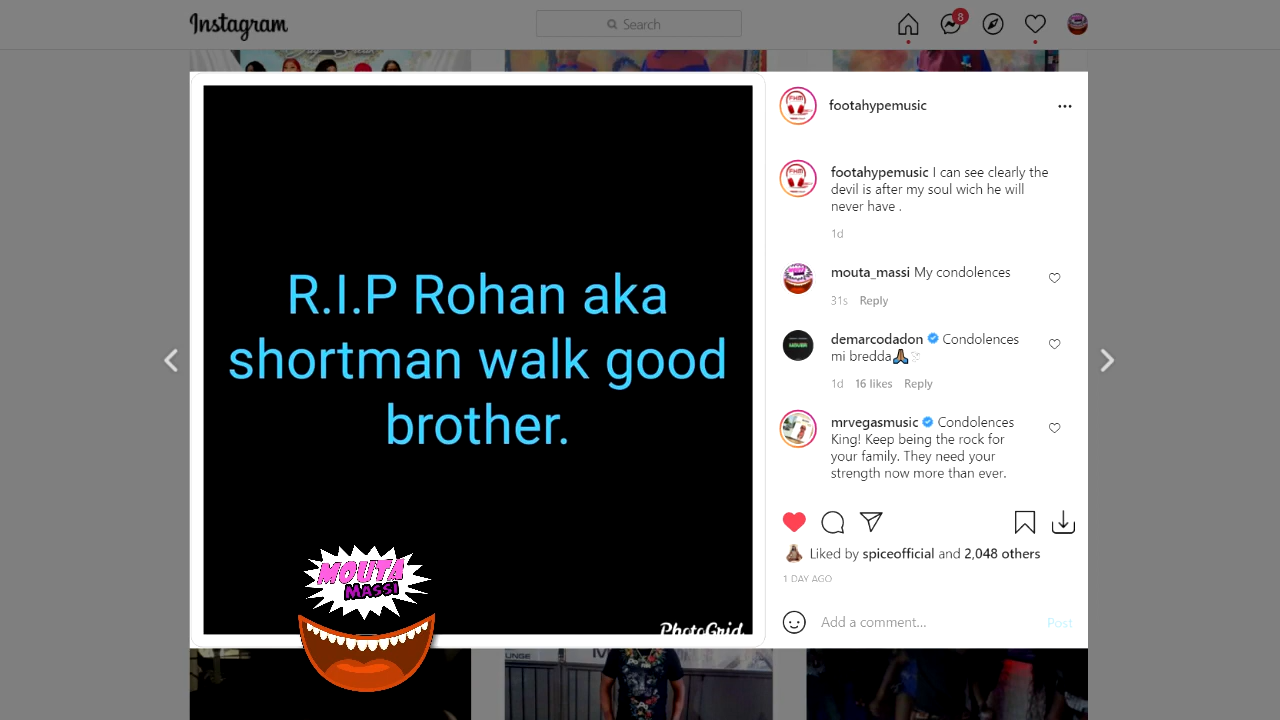 Instagram
Search
8
footahypemusic
R.I.P Rohan aka
shortman walk good
brother.
PhotoGrid
MOUTA
MASSI
footahypemusic I can see clearly the
devil is after my soul wich he will
never have .
1d
mouta_massi My condolences
31s Reply
demarcodadon Condolences
mi bredda🙏🏾🕊
1d 16 likes Reply
mrvegasmusic Condolences
King! Keep being the rock for
your family. They need your
strength now more than ever.
Liked by spiceofficial and 2,048 others
1 DAY AGO
Add a comment...
Post